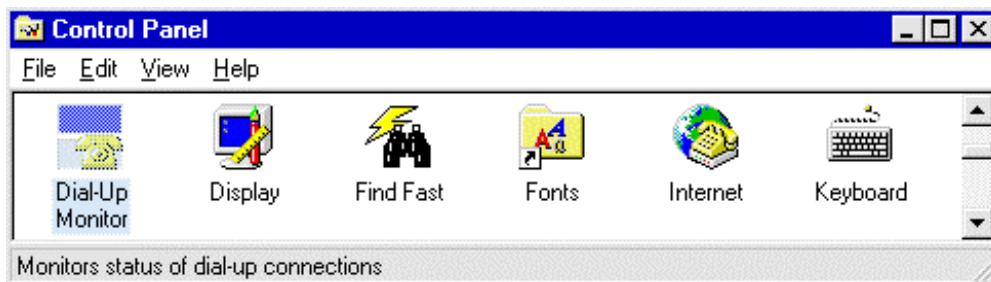 Control Panel
File Edit View Help
Dial-Up Monitor
Display
Find Fast
Fonts
Internet
Keyboard
Monitors status of dial-up connections